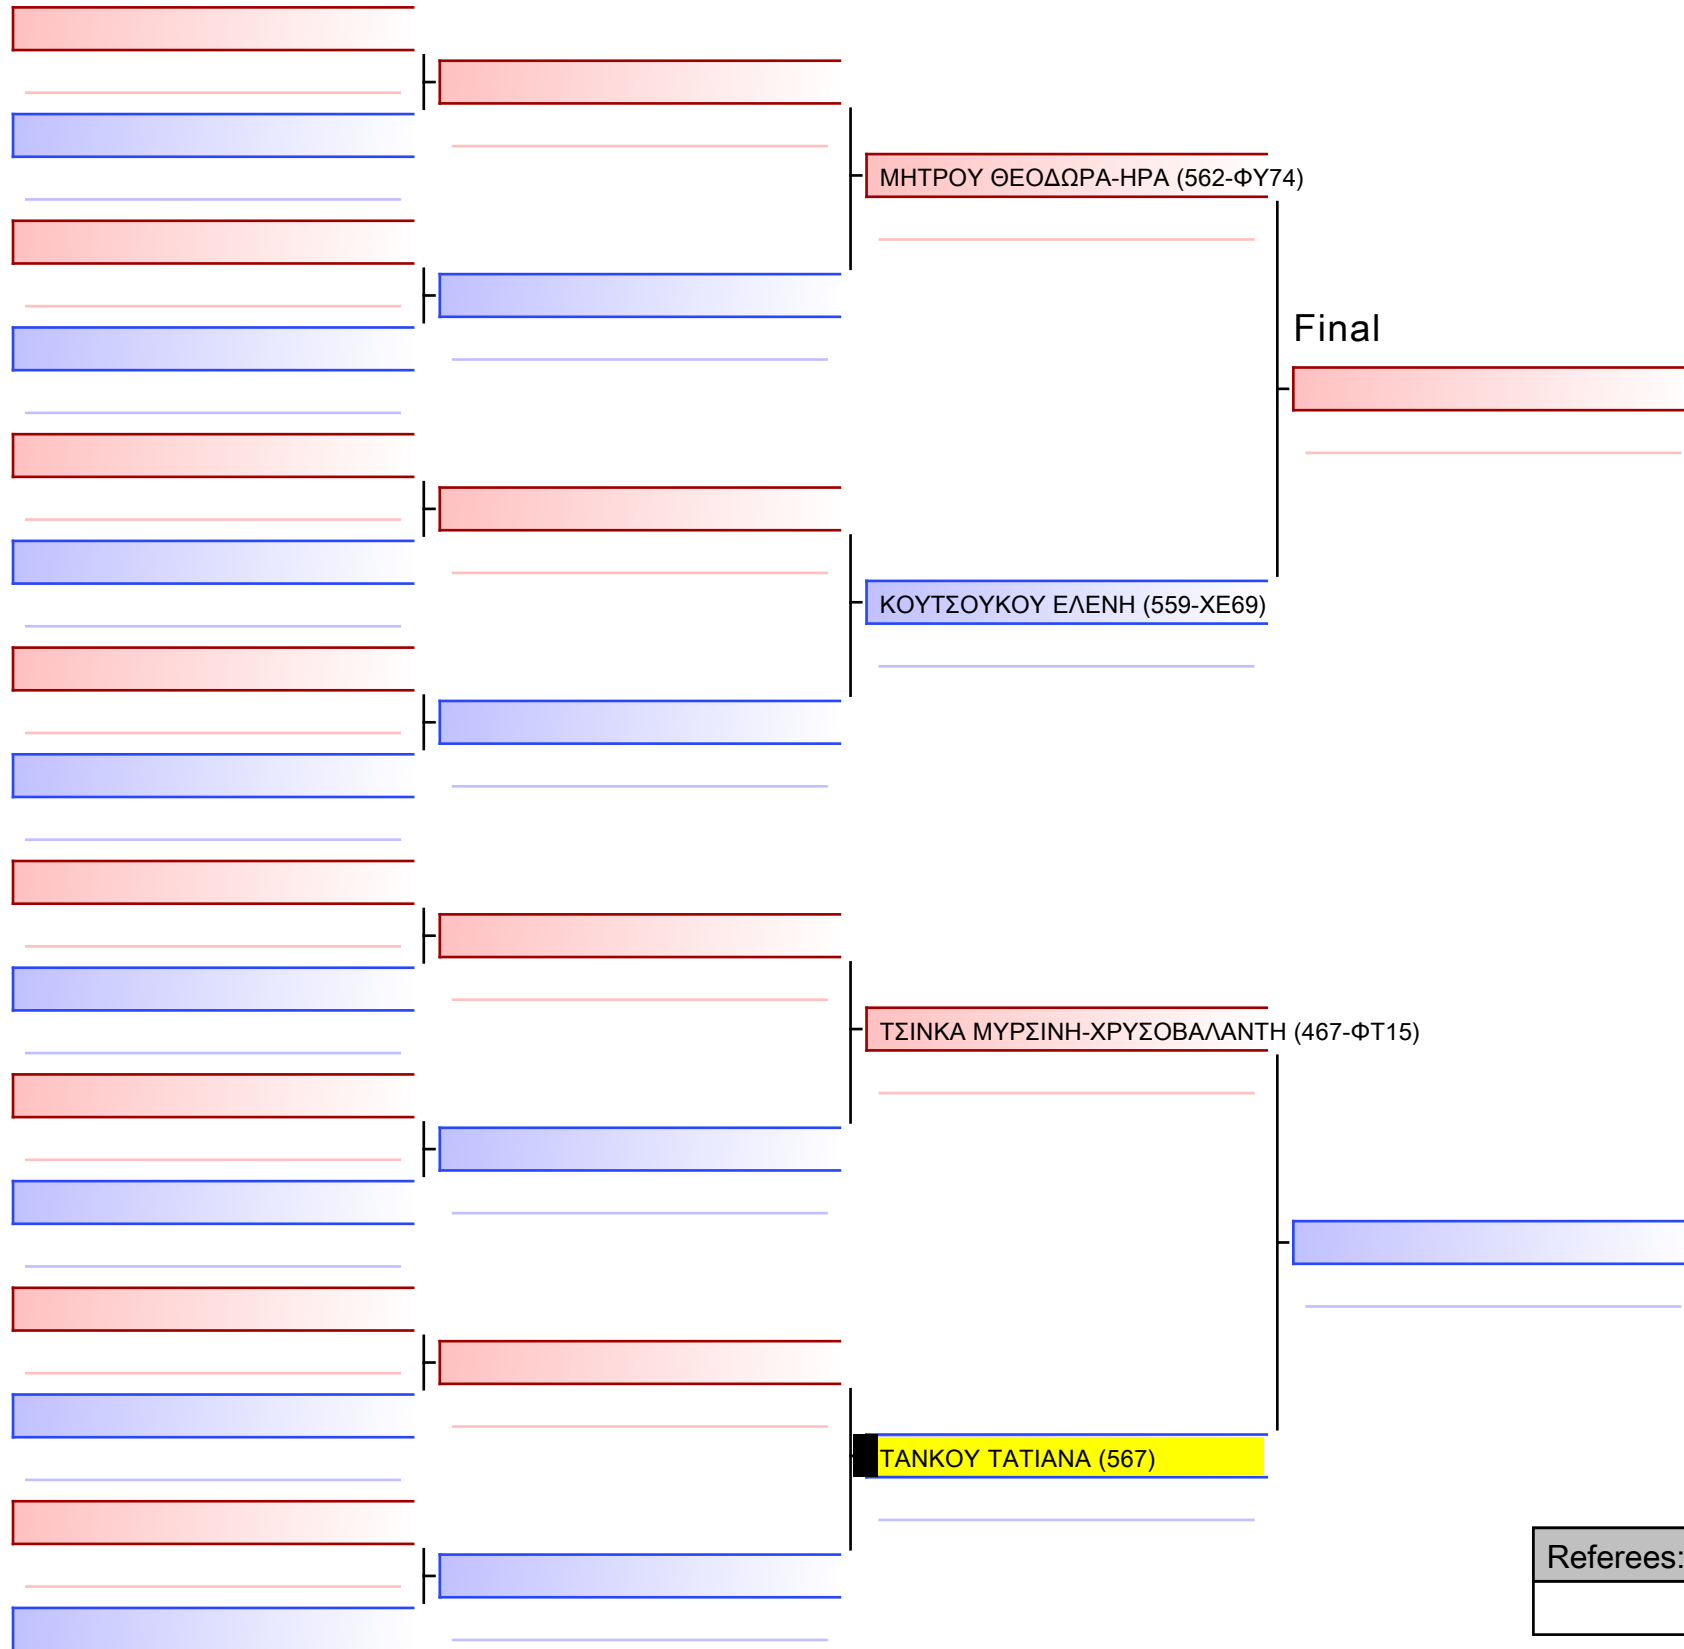 ΜΗΤΡΟΥ ΘΕΟΔΩΡΑ-ΗΡΑ (562-ΦΥ74)
Final
ΚΟΥΤΣΟΥΚΟΥ ΕΛΕΝΗ (559-ΧΕ69)
ΤΣΙΝΚΑ ΜΥΡΣΙΝΗ-ΧΡΥΣΟΒΑΛΑΝΤΗ (467-ΦΤ15)
ΤΑΝΚΟΥ ΤΑΤΙΑΝΑ (567)
Referees: